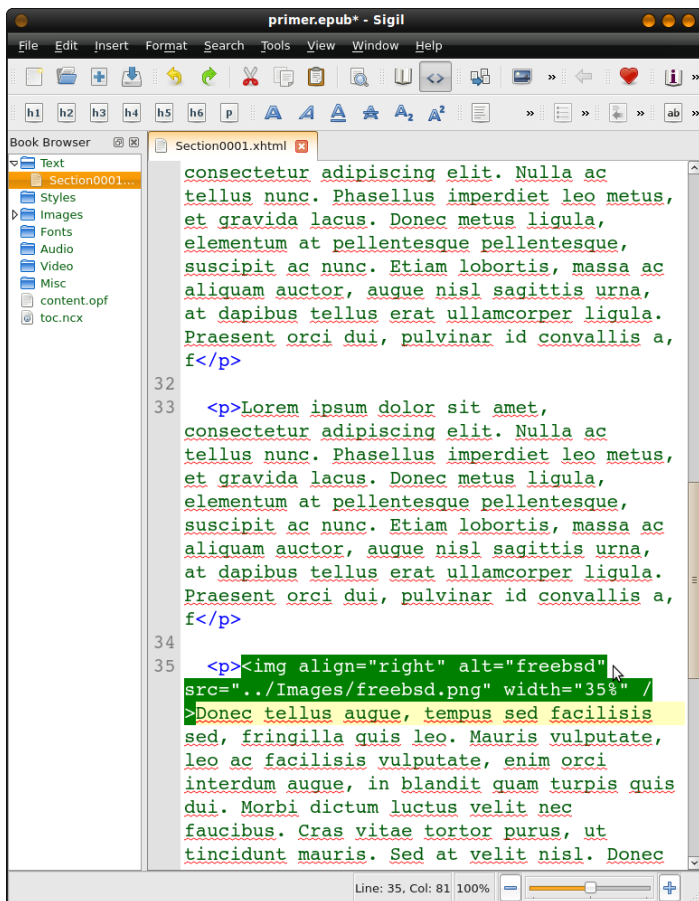 primer.epub* - Sigil
File Edit Insert Format Search Tools View Window Help
h1 h2 h3 h4 h5 h6 p A A A A A₂ A² ab
Book Browser
Section0001.xhtml
Text
Section0001...
Styles
Images
Fonts
Audio
Video
Misc
content.opf
toc.ncx
consectetur adipiscing elit. Nulla ac
tellus nunc. Phasellus imperdiet leo metus,
et gravida lacus. Donec metus ligula,
elementum at pellentesque pellentesque,
suscipit ac nunc. Etiam lobortis, massa ac
aliquam auctor, augue nisl sagittis urna,
at dapibus tellus erat ullamcorper ligula.
Praesent orci dui, pulvinar id convallis a,
f</p>
32
33 <p>Lorem ipsum dolor sit amet,
consectetur adipiscing elit. Nulla ac
tellus nunc. Phasellus imperdiet leo metus,
et gravida lacus. Donec metus ligula,
elementum at pellentesque pellentesque,
suscipit ac nunc. Etiam lobortis, massa ac
aliquam auctor, augue nisl sagittis urna,
at dapibus tellus erat ullamcorper ligula.
Praesent orci dui, pulvinar id convallis a,
f</p>
34
35 <p><img align="right" alt="freebsd"
src="../Images/freebsd.png" width="35%" /
>Donec tellus augue, tempus sed facilisis
sed, fringilla quis leo. Mauris vulputate,
leo ac facilisis vulputate, enim orci
interdum augue, in blandit quam turpis quis
dui. Morbi dictum luctus velit nec
faucibus. Cras vitae tortor purus, ut
tincidunt mauris. Sed at velit nisl. Donec
Line: 35, Col: 81 100%